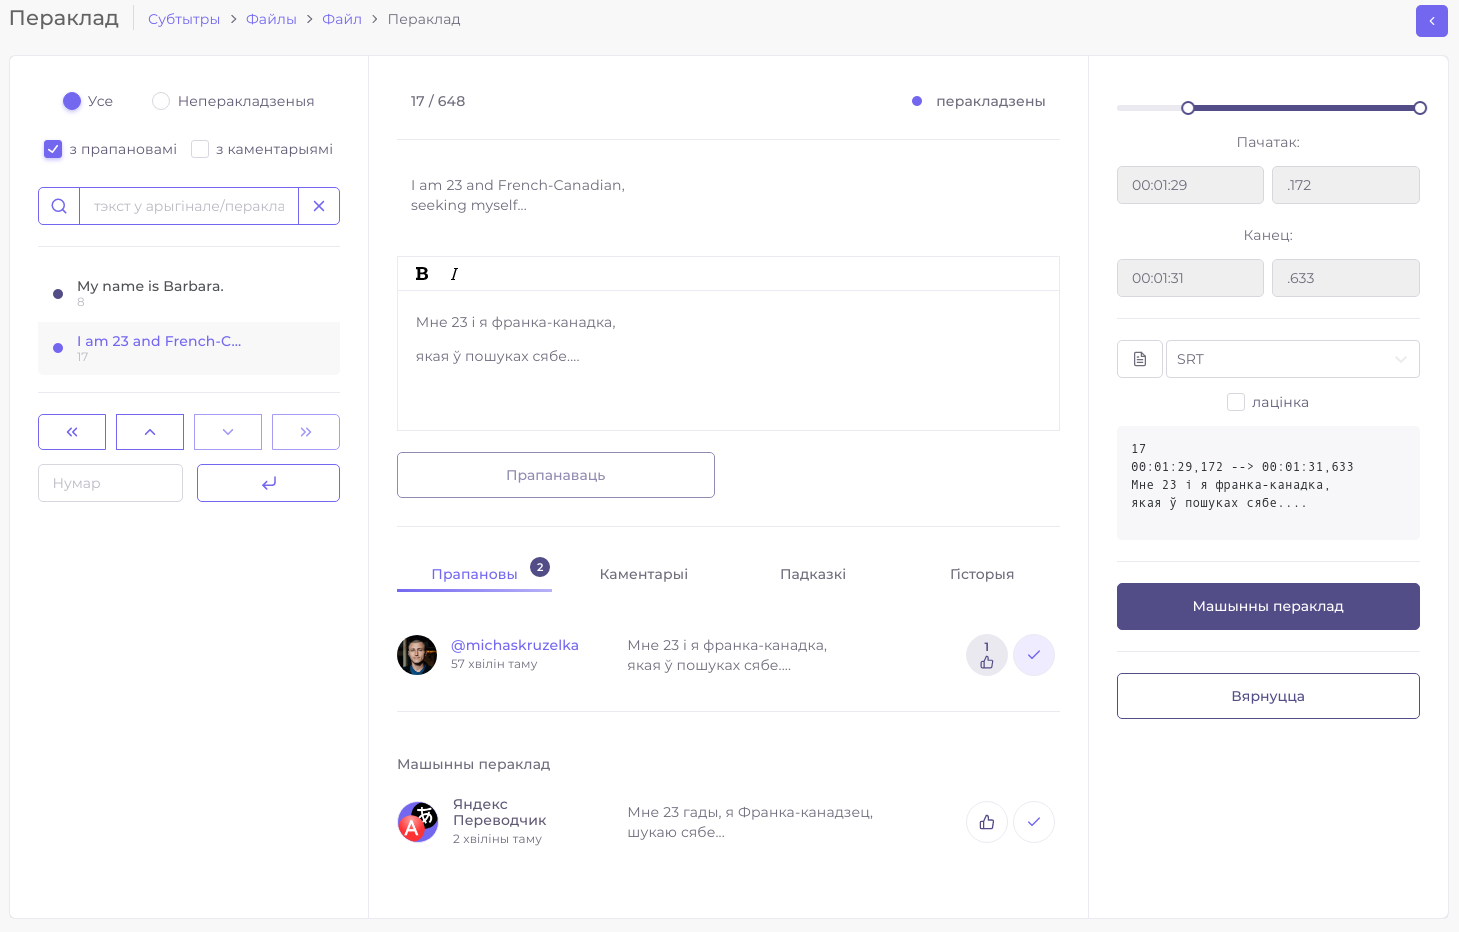 Пераклад
Субтытры > Файлы > Файл > Пераклад
Усе
Неперакладзеныя
з прапановамі
з каментарыямі
тэкст у арыгінале/перакла
My name is Barbara.
8
I am 23 and French-C...
17
Нумар
17 / 648
перакладзены
I am 23 and French-Canadian,
seeking myself...
B I
Мне 23 і я франка-канадка,
якая ў пошуках сябе....
Прапанаваць
Прапановы 2
Каментарыі
Падказкі
Гісторыя
@michaskruzelka
57 хвілін таму
Мне 23 і я франка-канадка,
якая ў пошуках сябе....
1
Машынны пераклад
Яндекс
Переводчик
2 хвіліны таму
Мне 23 гады, я Франка-канадзец,
шукаю сябе...
Пачатак:
00:01:29
.172
Канец:
00:01:31
.633
SRT
лацінка
17
00:01:29,172 --> 00:01:31,633
Мне 23 і я франка-канадка,
якая ў пошуках сябе....
Машынны пераклад
Вярнуцца